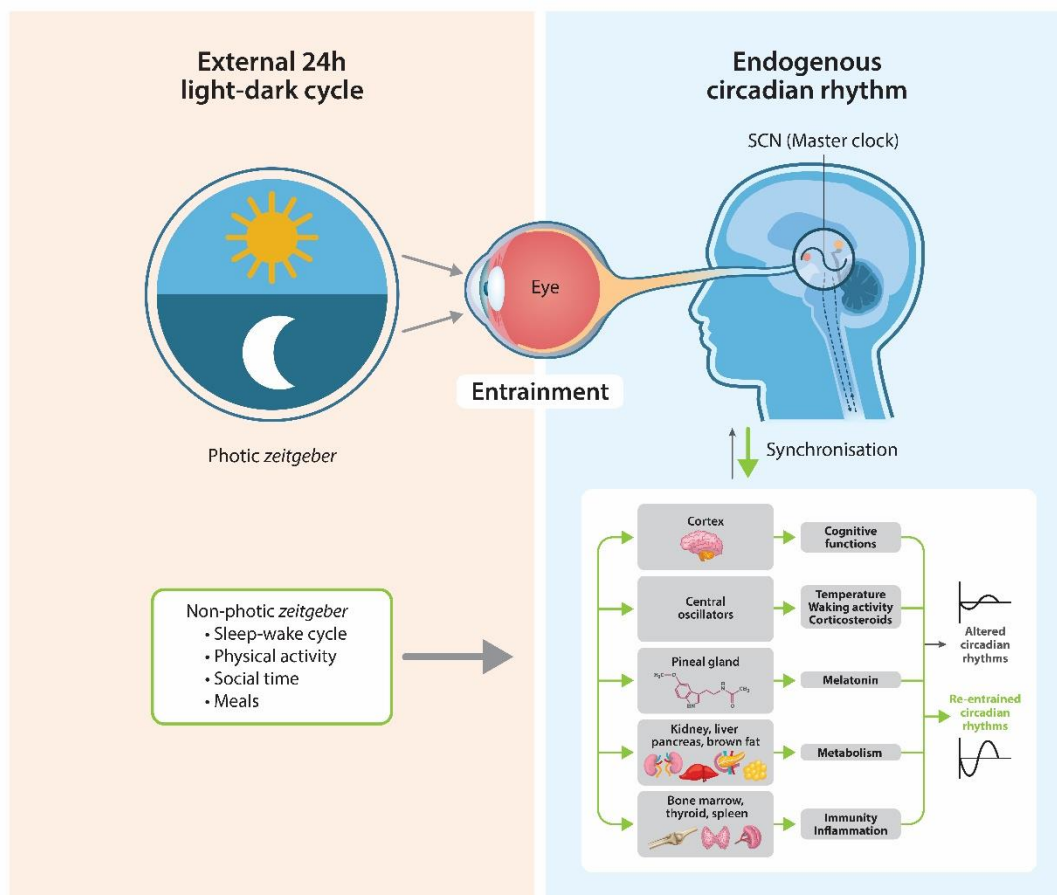 External 24h
light-dark cycle
Endogenous
circadian rhythm
SCN (Master clock)
Eye
Entrainment
Photic zeitgeber
Synchronisation
Non-photic zeitgeber
• Sleep-wake cycle
• Physical activity
• Social time
• Meals
Cortex
Cognitive
functions
Central
oscillators
Temperature
Waking activity
Corticosteroids
Altered
circadian
rhythms
Pineal gland
H₃C
O
H
N
CH₃
O
NH
Melatonin
Re-entrained
circadian
rhythms
Kidney, liver
pancreas, brown fat
Metabolism
Bone marrow,
thyroid, spleen
Immunity
Inflammation